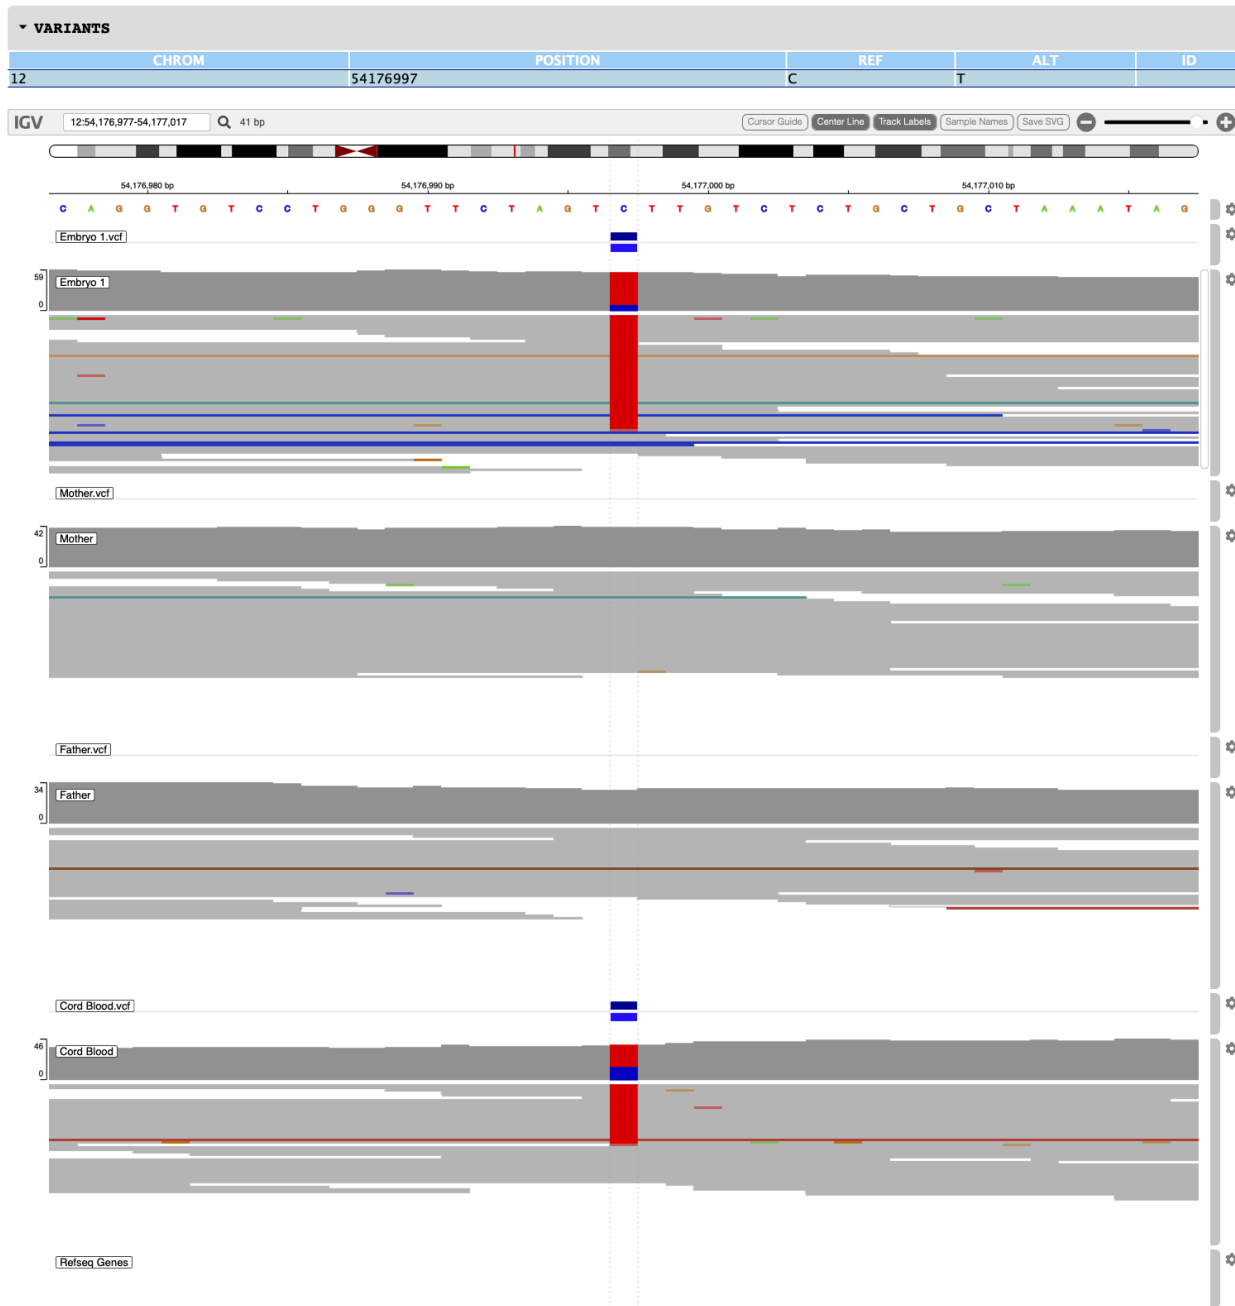 VARIANTS
CHROM POSITION REF ALT ID
12 54176997 C T
IGV 12:54,176,977-54,177,017 41 bp Cursor Guide Center Line Track Labels Sample Names Save SVG
54,176,980 bp 54,176,990 bp 54,177,000 bp 54,177,010 bp
C A G G T G T C C T G G G T T C T A G T C T T G T C T C T G C T G C T A A A T A G
Embryo 1.vcf
59
Embryo 1
0
Mother.vcf
42
Mother
0
Father.vcf
34
Father
0
Cord Blood.vcf
46
Cord Blood
0
Refseq Genes